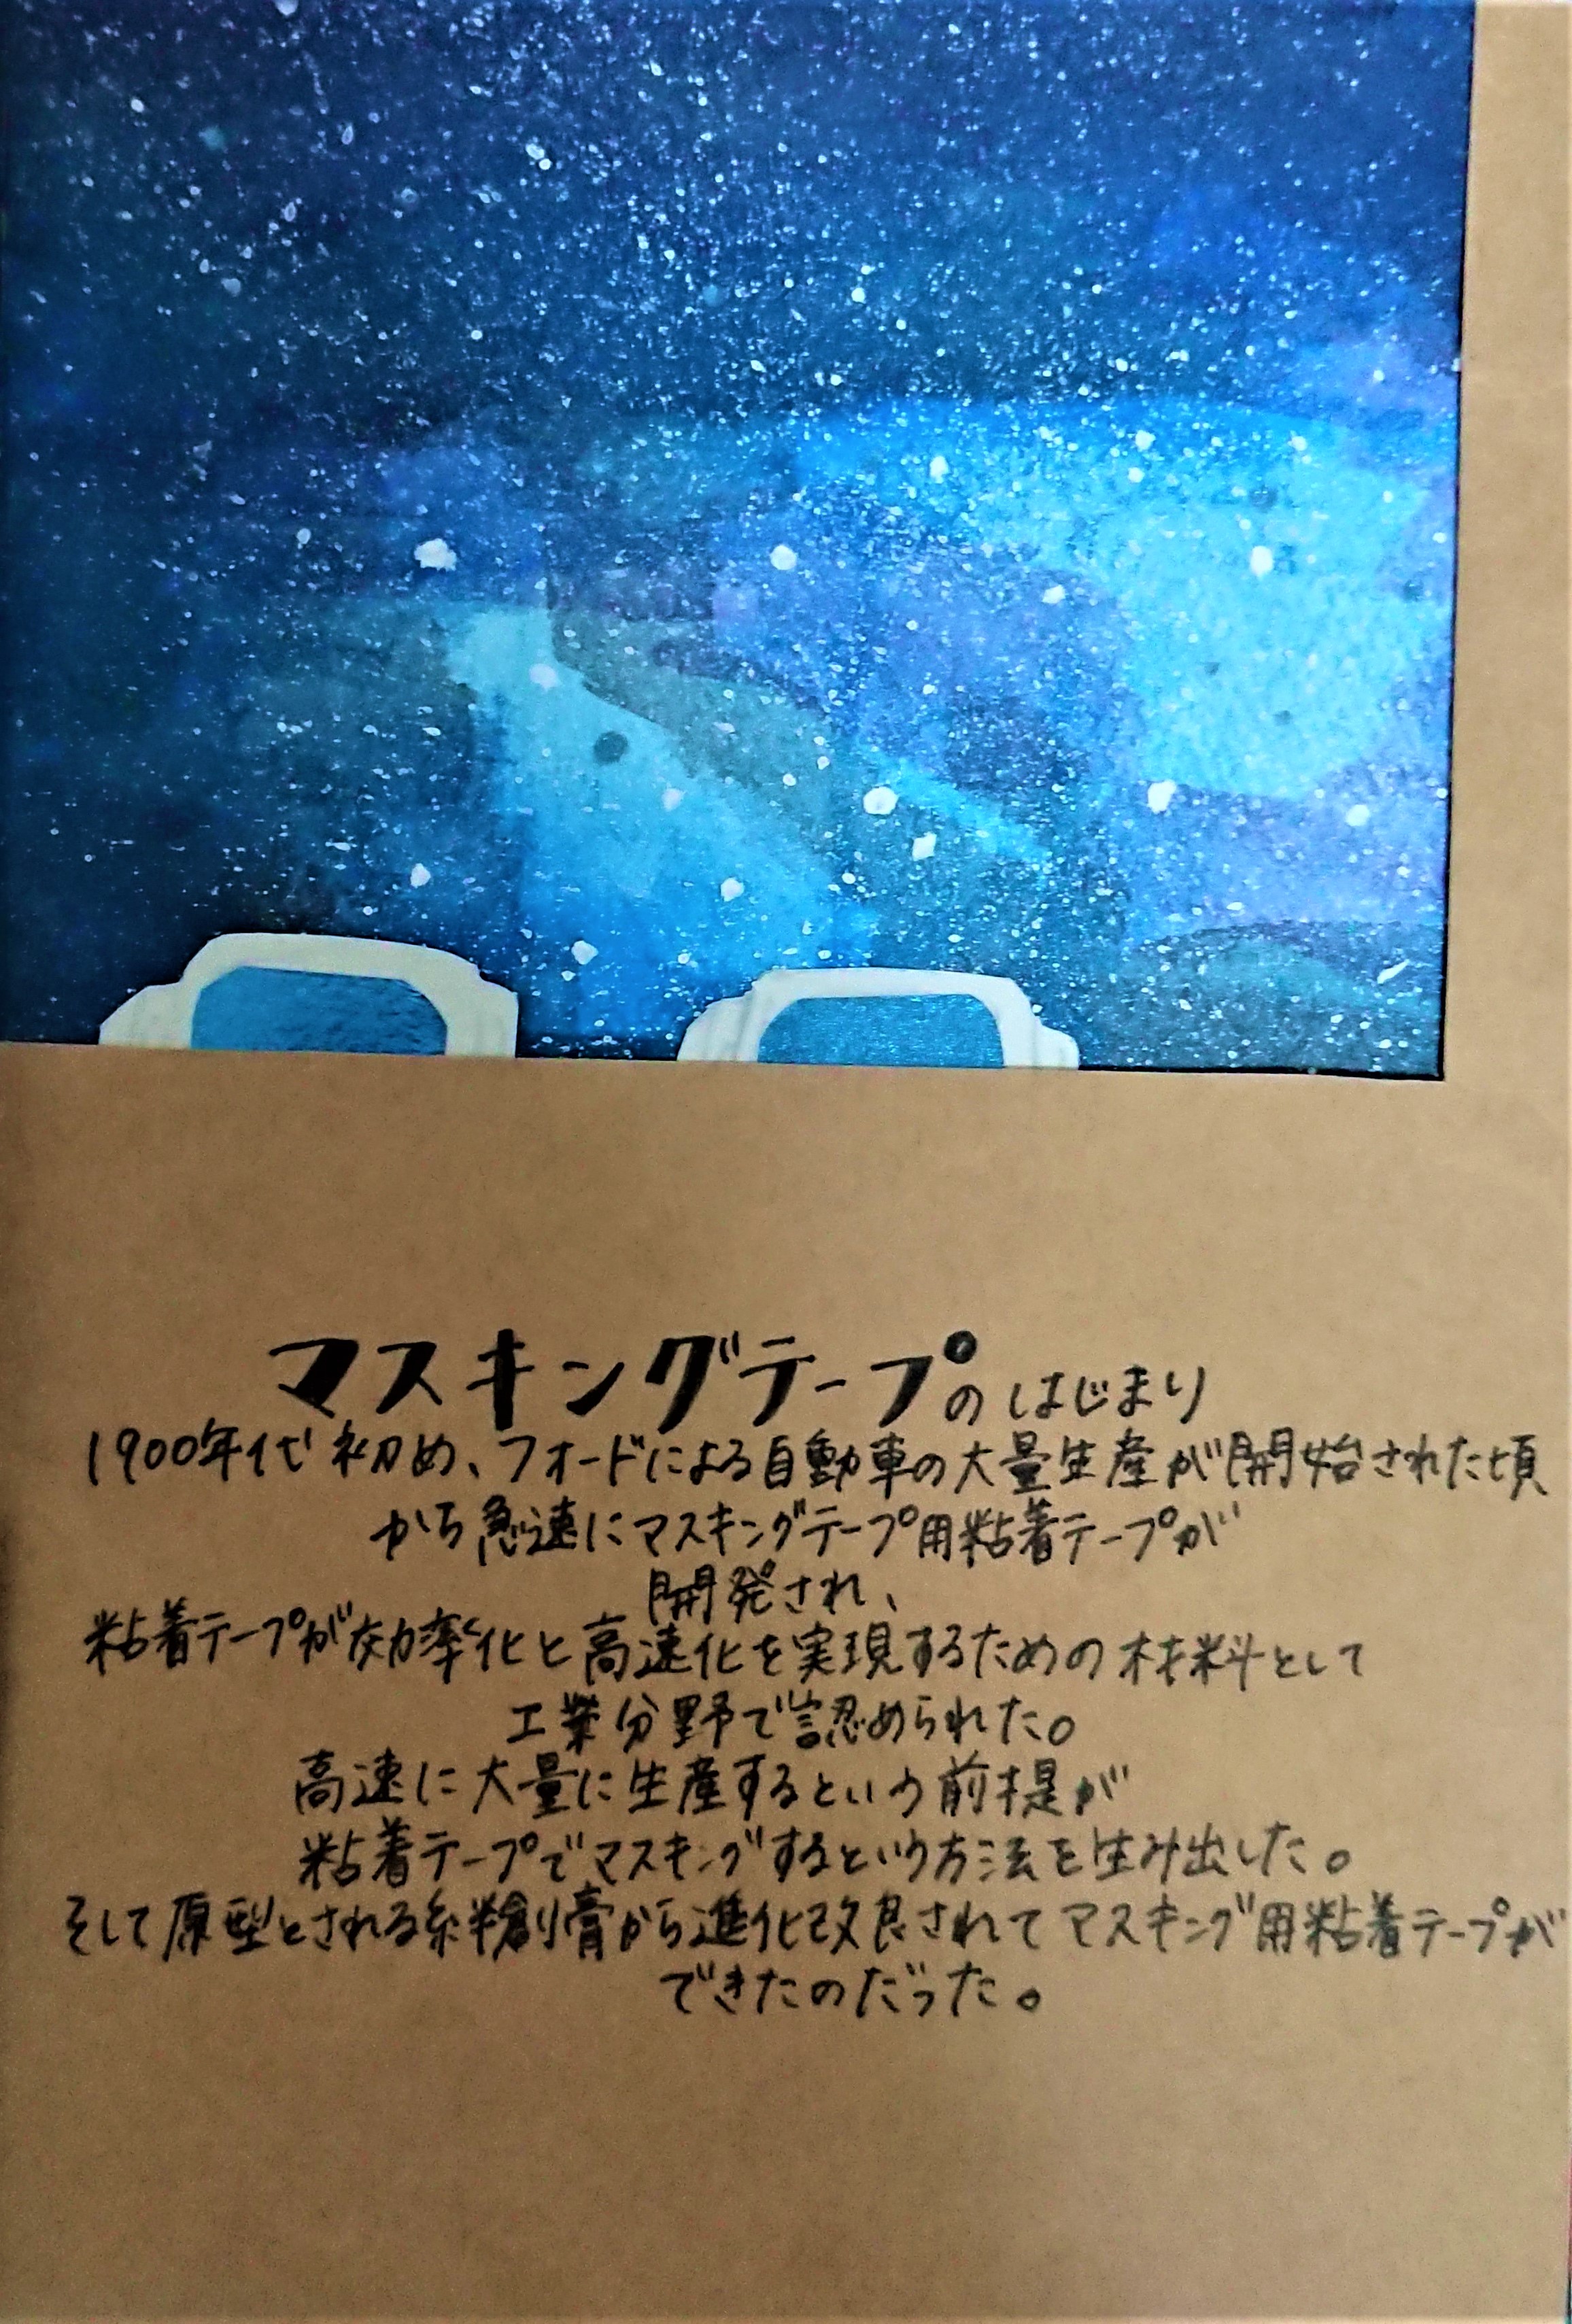 マスキングテープのはじまり
1900年代初め、フォードによる自動車の大量生産が開始された頃
から急速にマスキングテープ用粘着テープが
開発され、
粘着テープが効率化と高速化を実現するための材料として
工業分野で認められた。
高速に大量に生産するという前提が
粘着テープでマスキングするという方法を生み出した。
そして原型とされる絆創膏から進化改良されてマスキング用粘着テープが
できたのだった。